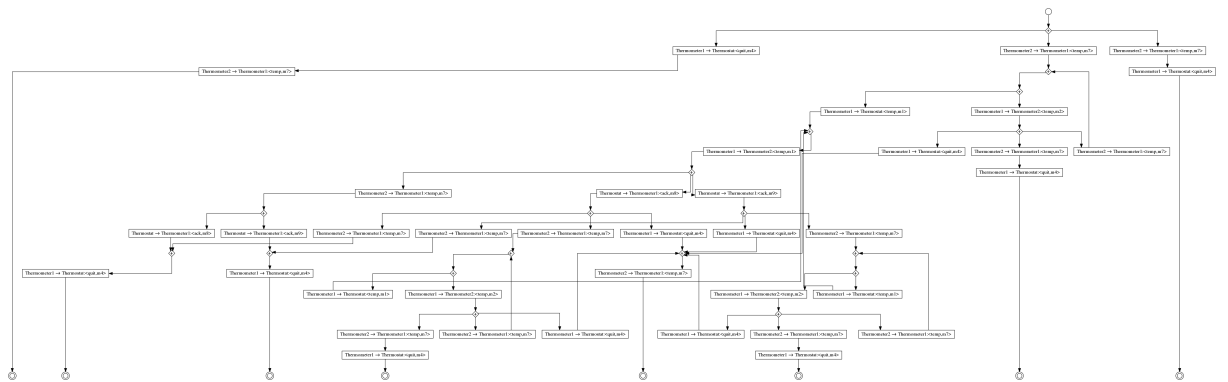 Thermometer1 → Thermostat:<quit,m4>
Thermometer2 → Thermometer1:<temp,m7>
Thermometer2 → Thermometer1:<temp,m7>
Thermometer2 → Thermometer1:<temp,m7>
Thermometer1 → Thermostat:<quit,m4>
Thermometer1 → Thermostat:<temp,m1>
Thermometer1 → Thermometer2:<temp,m2>
Thermometer1 → Thermometer2:<temp,m1>
Thermometer1 → Thermostat:<quit,m4>
Thermometer2 → Thermometer1:<temp,m7>
Thermometer2 → Thermometer1:<temp,m7>
Thermometer1 → Thermostat:<quit,m4>
Thermometer2 → Thermometer1:<temp,m7>
Thermostat → Thermometer1:<ack,m8>
Thermostat → Thermometer1:<ack,m9>
Thermostat → Thermometer1:<ack,m8>
Thermostat → Thermometer1:<ack,m9>
Thermometer2 → Thermometer1:<temp,m7>
Thermometer2 → Thermometer1:<temp,m7>
Thermometer2 → Thermometer1:<temp,m7>
Thermometer1 → Thermostat:<quit,m4>
Thermometer1 → Thermostat:<quit,m4>
Thermometer2 → Thermometer1:<temp,m7>
Thermometer1 → Thermostat:<quit,m4>
Thermometer1 → Thermostat:<quit,m4>
Thermometer2 → Thermometer1:<temp,m7>
Thermometer1 → Thermostat:<temp,m1>
Thermometer1 → Thermometer2:<temp,m2>
Thermometer1 → Thermometer2:<temp,m2>
Thermometer1 → Thermostat:<temp,m1>
Thermometer2 → Thermometer1:<temp,m7>
Thermometer2 → Thermometer1:<temp,m7>
Thermometer1 → Thermostat:<quit,m4>
Thermometer1 → Thermostat:<quit,m4>
Thermometer2 → Thermometer1:<temp,m7>
Thermometer2 → Thermometer1:<temp,m7>
Thermometer1 → Thermostat:<quit,m4>
Thermometer1 → Thermostat:<quit,m4>